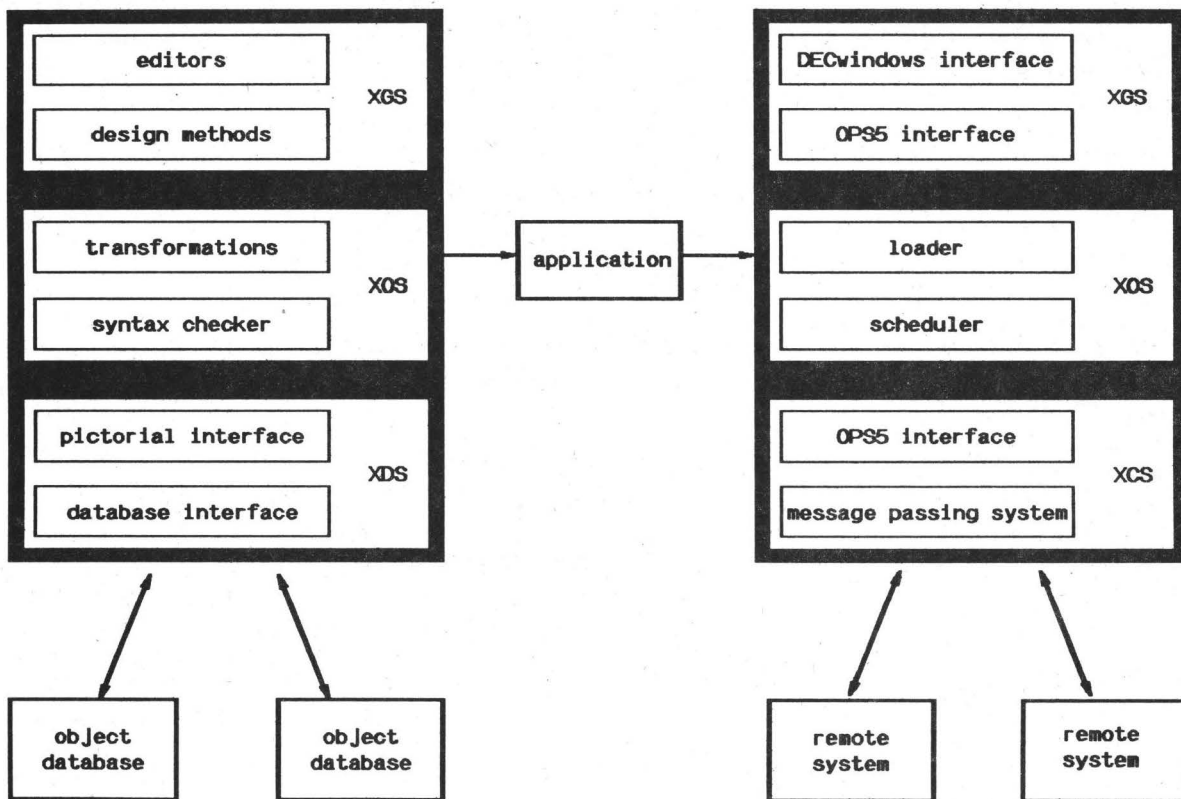 editors
XGS
design methods
transformations
XOS
syntax checker
pictorial interface
XDS
database interface
application
DECwindows interface
XGS
OPS5 interface
loader
XOS
scheduler
OPS5 interface
XCS
message passing system
object
database
object
database
remote
system
remote
system